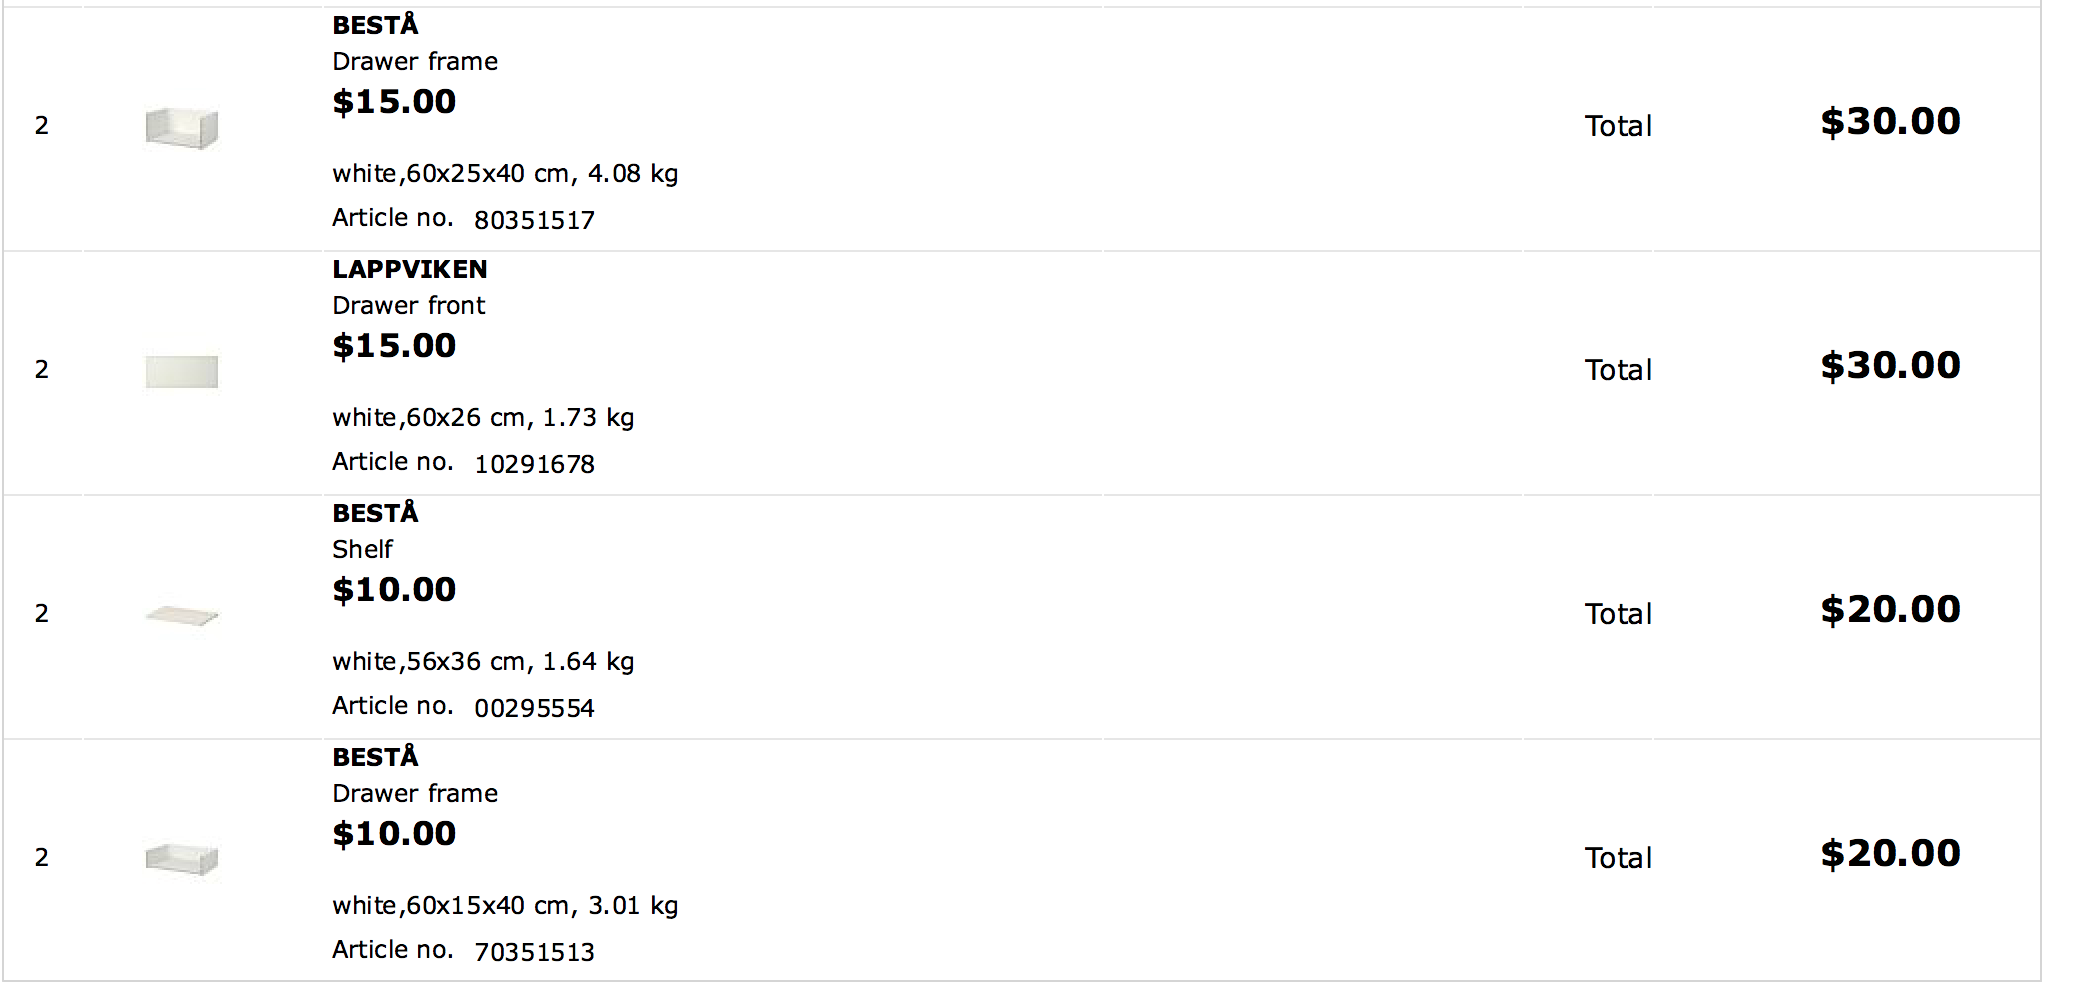 BESTÅ
Drawer frame
$15.00
2
Total
$30.00
white,60x25x40 cm, 4.08 kg
Article no. 80351517
LAPPVIKEN
Drawer front
$15.00
2
Total
$30.00
white,60x26 cm, 1.73 kg
Article no. 10291678
BESTÅ
Shelf
$10.00
2
Total
$20.00
white,56x36 cm, 1.64 kg
Article no. 00295554
BESTÅ
Drawer frame
$10.00
2
Total
$20.00
white,60x15x40 cm, 3.01 kg
Article no. 70351513